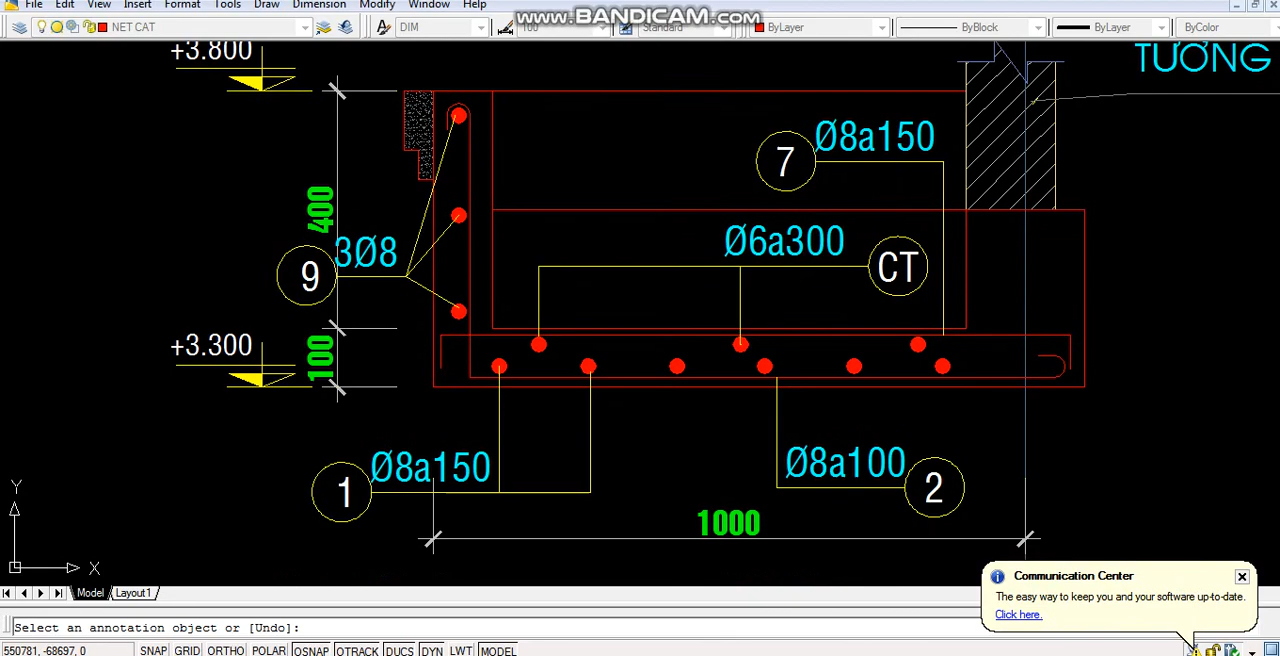 File Edit View Insert Format Tools Draw Dimension Modify Window Help
www.BANDICAM.com
NET CAT
DIM
100
Standard
ByLayer
ByBlock
ByLayer
ByColor
+3.800
TƯỜNG
Ø8a150
7
400
Ø6a300
CT
3Ø8
9
+3.300
100
Ø8a150
1
Ø8a100
2
1000
Y
X
Communication Center
The easy way to keep you and your software up-to-date.
Click here.
Model Layout1
Select an annotation object or [Undo]:
550781, -68697, 0 SNAP GRID ORTHO POLAR OSNAP OTRACK DUCS DYN LWT MODEL